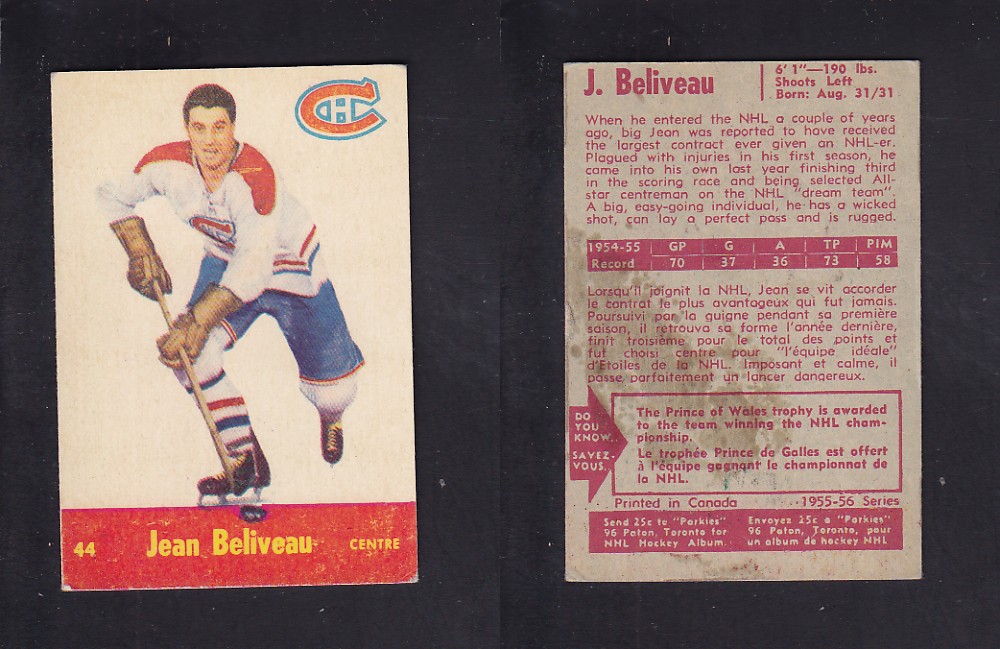 44 Jean Beliveau CENTRE
J. Beliveau
6' 1"—190 lbs.
Shoots Left
Born: Aug. 31/31
When he entered the NHL a couple of years
ago, big Jean was reported to have received
the largest contract ever given an NHL-er.
Plagued with injuries in his first season, he
came into his own last year finishing third
in the scoring race and being selected All-
star centreman on the NHL "dream team".
A big, easy-going individual, he has a wicked
shot, can lay a perfect pass and is rugged.
1954-55 GP G A TP PIM
Record 70 37 36 73 58
Lorsqu'il joignit la NHL, Jean se vit accorder
le contrat le plus avantageux qui fut jamais.
Poursuivi par la guigne pendant sa première
saison, il retrouva sa forme l'année dernière,
finit troisième pour le total des points et
fut choisi centre pour "l'équipe idéale"
d'Etoiles de la NHL. Imposant et calme, il
passe parfaitement un lancer dangereux.
DO
YOU
KNOW.
SAVEZ-
VOUS.
The Prince of Wales trophy is awarded
to the team winning the NHL cham-
pionship.
Le trophée Prince de Galles est offert
à l'équipe gagnant le championnat de
la NHL.
Printed in Canada 1955-56 Series
Send 25c to "Parkies"
96 Paton, Toronto for
NHL Hockey Album.
Envoyez 25c a "Parkies"
96 Paton, Toronto, pour
un album de hockey NHL